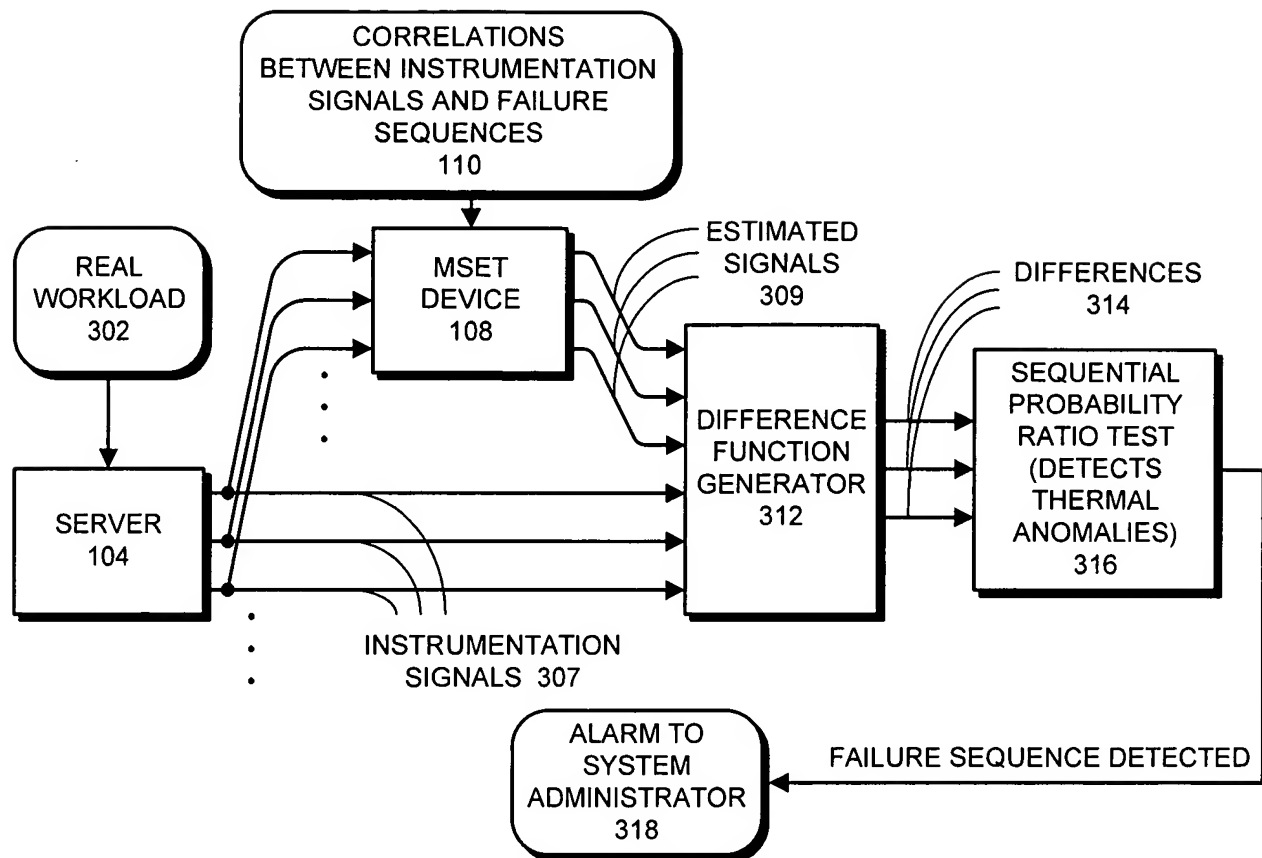 CORRELATIONS
BETWEEN INSTRUMENTATION
SIGNALS AND FAILURE
SEQUENCES
110
REAL
WORKLOAD
302
MSET
DEVICE
108
ESTIMATED
SIGNALS
309
DIFFERENCES
314
SERVER
104
DIFFERENCE
FUNCTION
GENERATOR
312
SEQUENTIAL
PROBABILITY
RATIO TEST
(DETECTS
THERMAL
ANOMALIES)
316
INSTRUMENTATION
SIGNALS 307
ALARM TO
SYSTEM
ADMINISTRATOR
318
FAILURE SEQUENCE DETECTED